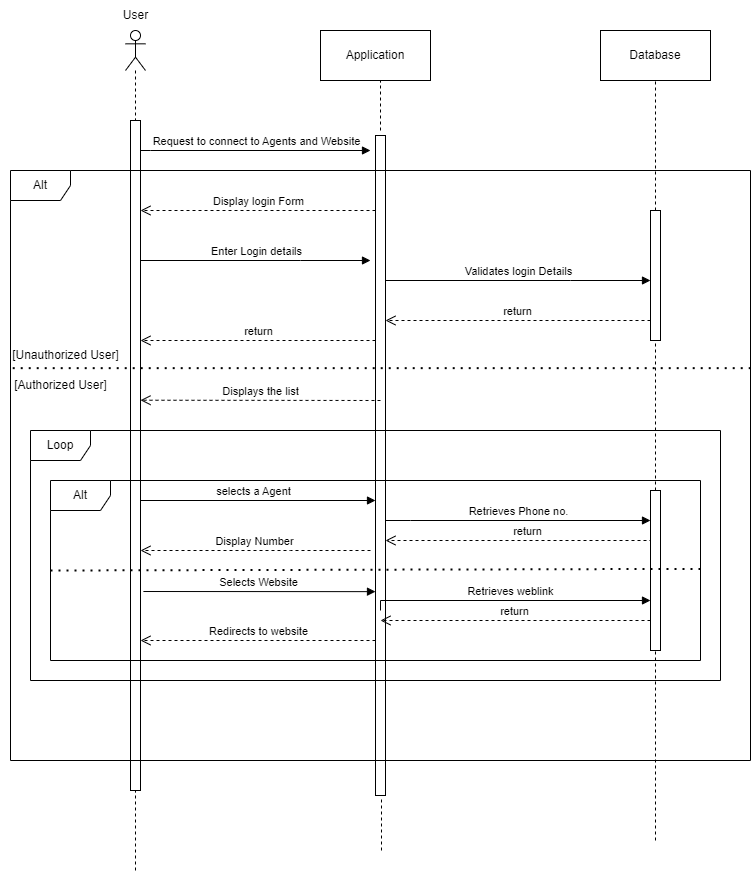 User
Application
Database
Request to connect to Agents and Website
Alt
Display login Form
Enter Login details
Validates login Details
return
return
[Unauthorized User]
[Authorized User]
Displays the list
Loop
Alt
selects a Agent
Retrieves Phone no.
return
Display Number
Selects Website
Retrieves weblink
return
Redirects to website